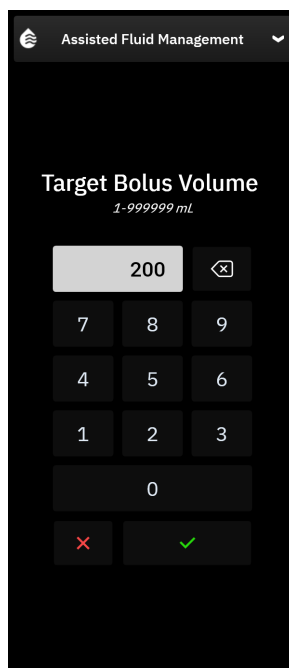 Assisted Fluid Management
Target Bolus Volume
1-999999 mL
200
7 8 9
4 5 6
1 2 3
0